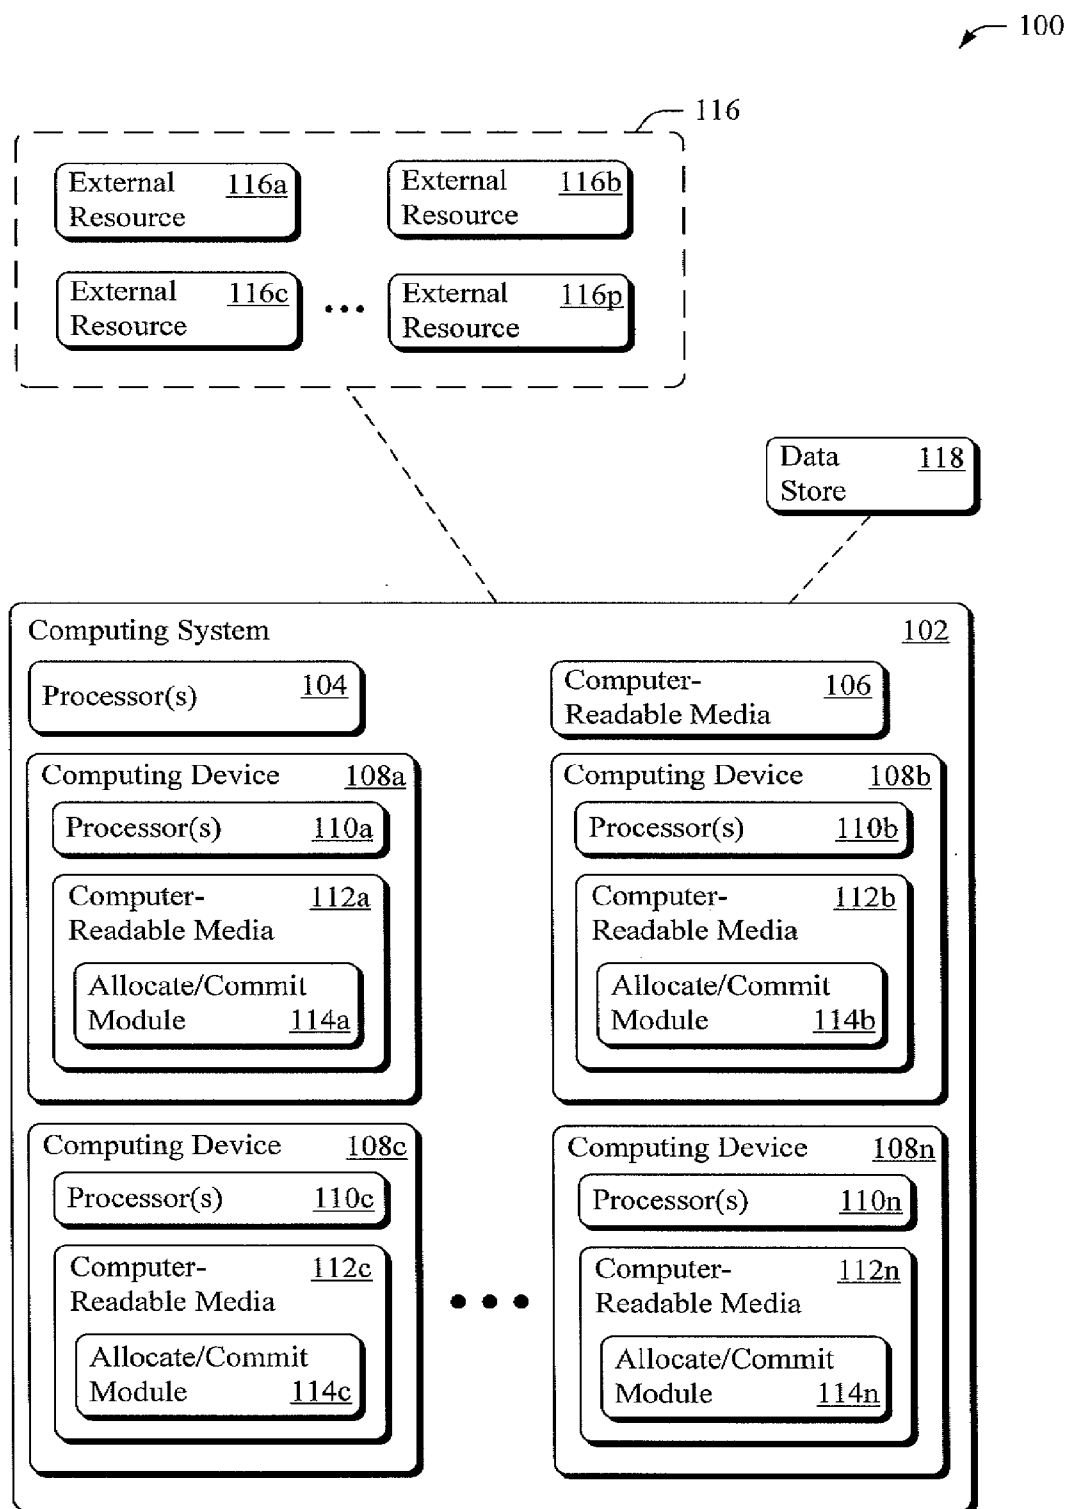 100
116
External 116a
Resource
External 116b
Resource
External 116c
Resource
External 116p
Resource
Data 118
Store
Computing System 102
Processor(s) 104
Computer- 106
Readable Media
Computing Device 108a
Processor(s) 110a
Computer- 112a
Readable Media
Allocate/Commit
Module 114a
Computing Device 108b
Processor(s) 110b
Computer- 112b
Readable Media
Allocate/Commit
Module 114b
Computing Device 108c
Processor(s) 110c
Computer- 112c
Readable Media
Allocate/Commit
Module 114c
Computing Device 108n
Processor(s) 110n
Computer- 112n
Readable Media
Allocate/Commit
Module 114n